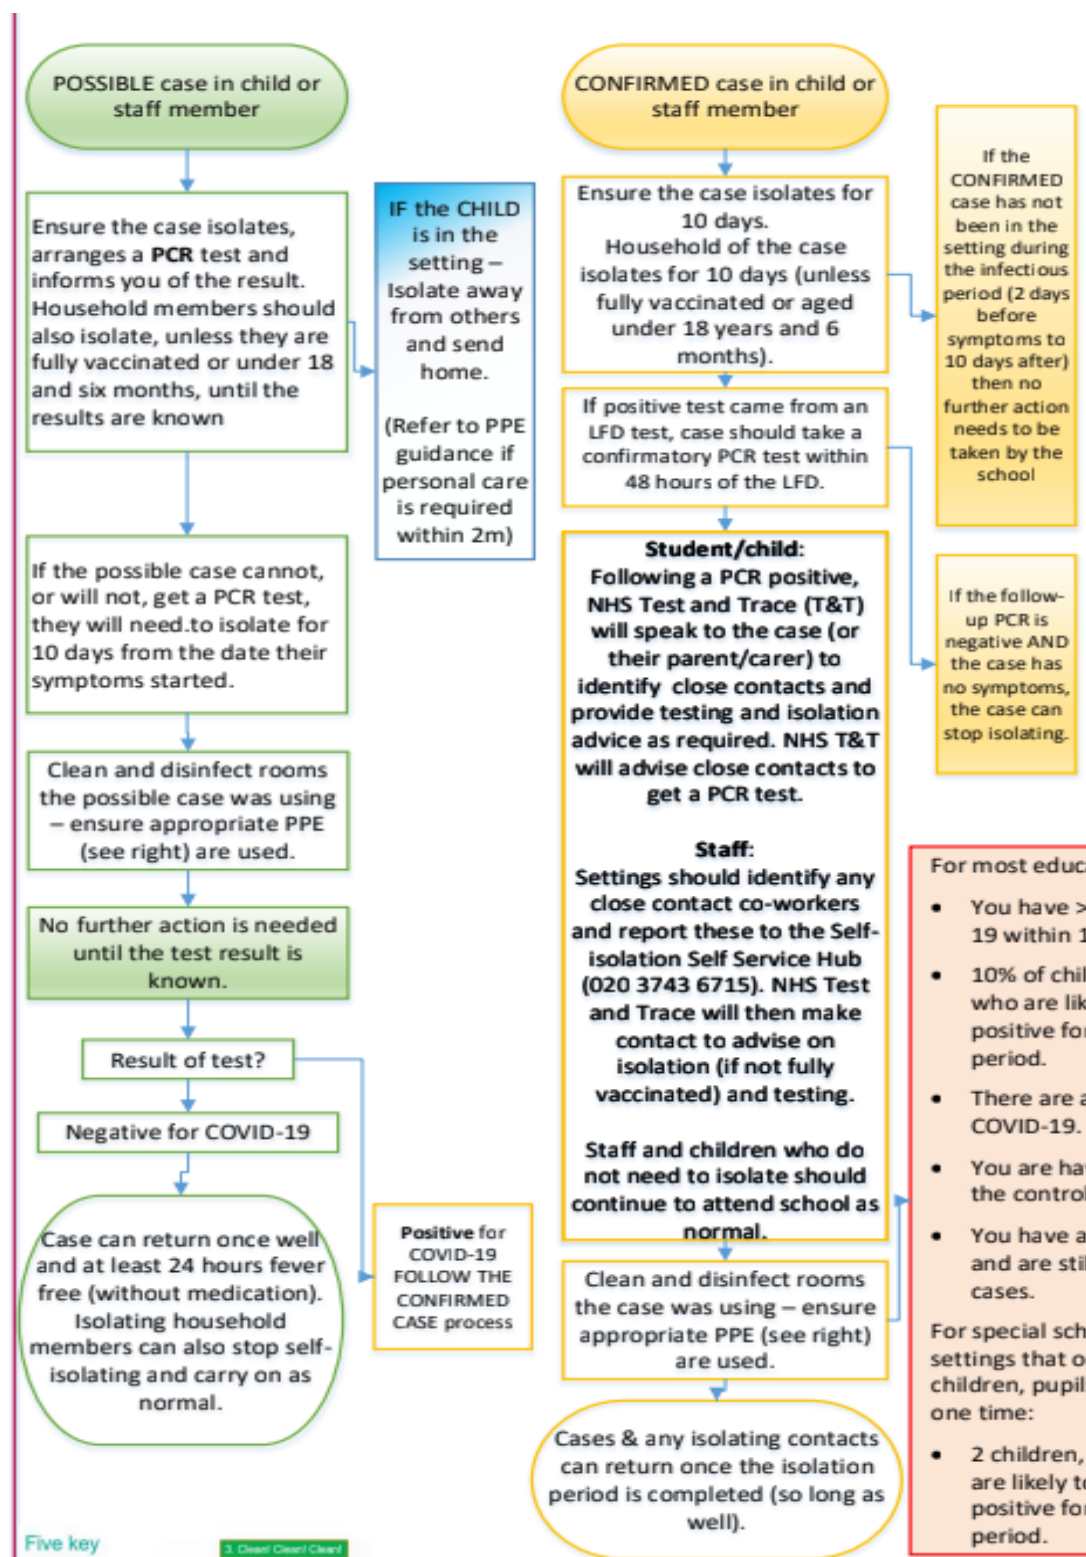 POSSIBLE case in child or
staff member
Ensure the case isolates,
arranges a PCR test and
informs you of the result.
Household members should
also isolate, unless they are
fully vaccinated or under 18
and six months, until the
results are known
IF the CHILD
is in the
setting –
Isolate away
from others
and send
home.
(Refer to PPE
guidance if
personal care
is required
within 2m)
If the possible case cannot,
or will not, get a PCR test,
they will need.to isolate for
10 days from the date their
symptoms started.
Clean and disinfect rooms
the possible case was using
– ensure appropriate PPE
(see right) are used.
No further action is needed
until the test result is
known.
Result of test?
Negative for COVID-19
Case can return once well
and at least 24 hours fever
free (without medication).
Isolating household
members can also stop self-
isolating and carry on as
normal.
Positive for
COVID-19
FOLLOW THE
CONFIRMED
CASE process
CONFIRMED case in child or
staff member
Ensure the case isolates for
10 days.
Household of the case
isolates for 10 days (unless
fully vaccinated or aged
under 18 years and 6
months).
If the
CONFIRMED
case has not
been in the
setting during
the infectious
period (2 days
before
symptoms to
10 days after)
then no
further action
needs to be
taken by the
school
If positive test came from an
LFD test, case should take a
confirmatory PCR test within
48 hours of the LFD.
If the follow-
up PCR is
negative AND
the case has
no symptoms,
the case can
stop isolating.
Student/child:
Following a PCR positive,
NHS Test and Trace (T&T)
will speak to the case (or
their parent/carer) to
identify close contacts and
provide testing and isolation
advice as required. NHS T&T
will advise close contacts to
get a PCR test.
Staff:
Settings should identify any
close contact co-workers
and report these to the Self-
isolation Self Service Hub
(020 3743 6715). NHS Test
and Trace will then make
contact to advise on
isolation (if not fully
vaccinated) and testing.
Staff and children who do
not need to isolate should
continue to attend school as
normal.
Clean and disinfect rooms
the case was using – ensure
appropriate PPE (see right)
are used.
Cases & any isolating contacts
can return once the isolation
period is completed (so long as
well).
For most educ
• You have >
19 within 1
• 10% of chil
who are lik
positive for
period.
• There are a
COVID-19.
• You are hav
the control
• You have a
and are stil
cases.
For special sch
settings that o
children, pupil
one time:
• 2 children,
are likely to
positive for
period.
Five key
3. Clean! Clean! Clean!